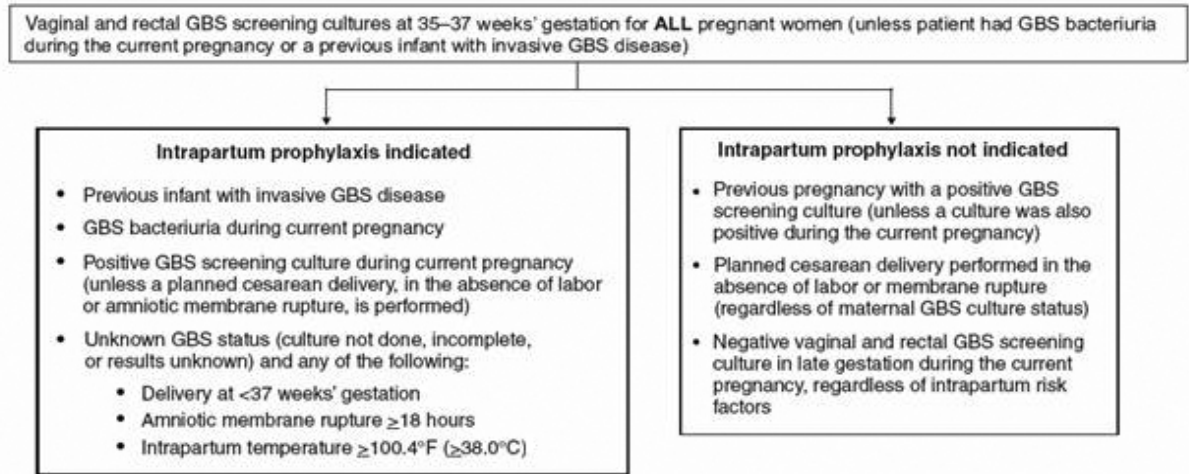 Vaginal and rectal GBS screening cultures at 35–37 weeks' gestation for ALL pregnant women (unless patient had GBS bacteriuria
during the current pregnancy or a previous infant with invasive GBS disease)
Intrapartum prophylaxis indicated
• Previous infant with invasive GBS disease
• GBS bacteriuria during current pregnancy
• Positive GBS screening culture during current pregnancy
(unless a planned cesarean delivery, in the absence of labor
or amniotic membrane rupture, is performed)
• Unknown GBS status (culture not done, incomplete,
or results unknown) and any of the following:
• Delivery at <37 weeks' gestation
• Amniotic membrane rupture ≥18 hours
• Intrapartum temperature ≥100.4°F (≥38.0°C)
Intrapartum prophylaxis not indicated
• Previous pregnancy with a positive GBS
screening culture (unless a culture was also
positive during the current pregnancy)
• Planned cesarean delivery performed in the
absence of labor or membrane rupture
(regardless of maternal GBS culture status)
• Negative vaginal and rectal GBS screening
culture in late gestation during the current
pregnancy, regardless of intrapartum risk
factors